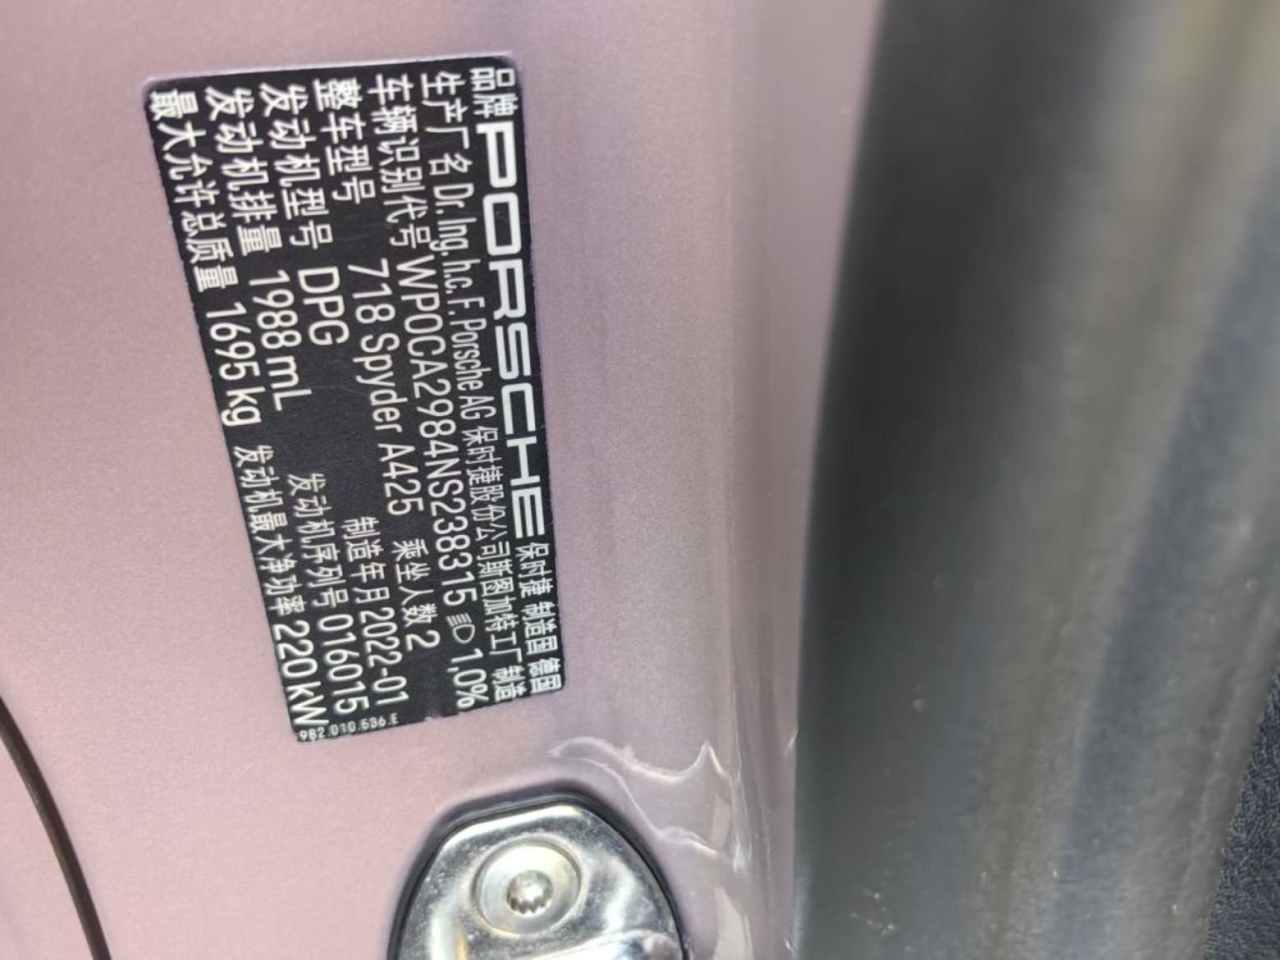 品牌 PORSCHE 保时捷 制造国 德国
生产厂名 Dr. Ing. h.c. F. Porsche AG 保时捷股份公司斯图加特工厂 制造
车辆识别代号 WP0CA2984NS238315 1,0%
整车型号 718 Spyder A425 乘坐人数 2
发动机型号 DPG 制造年月 2022-01
发动机排量 1988 mL 发动机序列号 016015
最大允许总质量 1695 kg 发动机最大净功率 220 kW
982.010.536.E